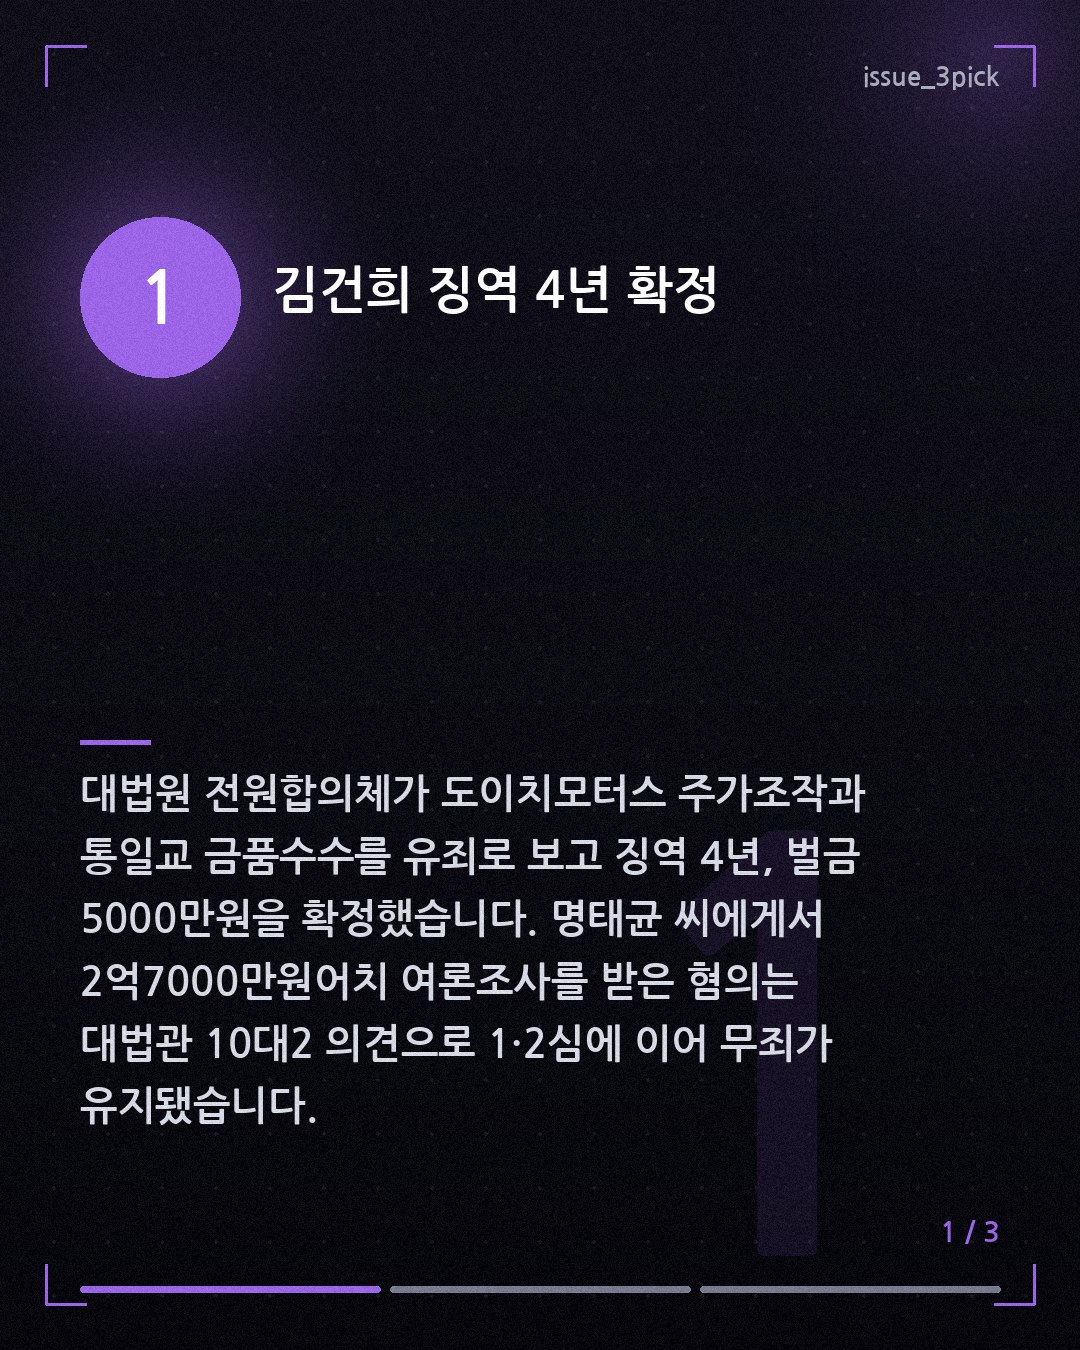 issue_3pick
1
김건희 징역 4년 확정
대법원 전원합의체가 도이치모터스 주가조작과
통일교 금품수수를 유죄로 보고 징역 4년, 벌금
5000만원을 확정했습니다. 명태균 씨에게서
2억7000만원어치 여론조사를 받은 혐의는
대법관 10대2 의견으로 1·2심에 이어 무죄가
유지됐습니다.
1
1 / 3